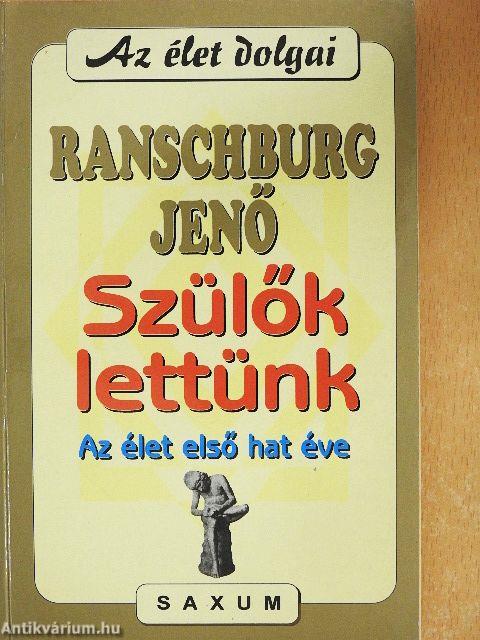 Az élet dolgai
RANSCHBURG
JENŐ
Szülők
lettünk
Az élet első hat éve
SAXUM
Antikvárium.hu